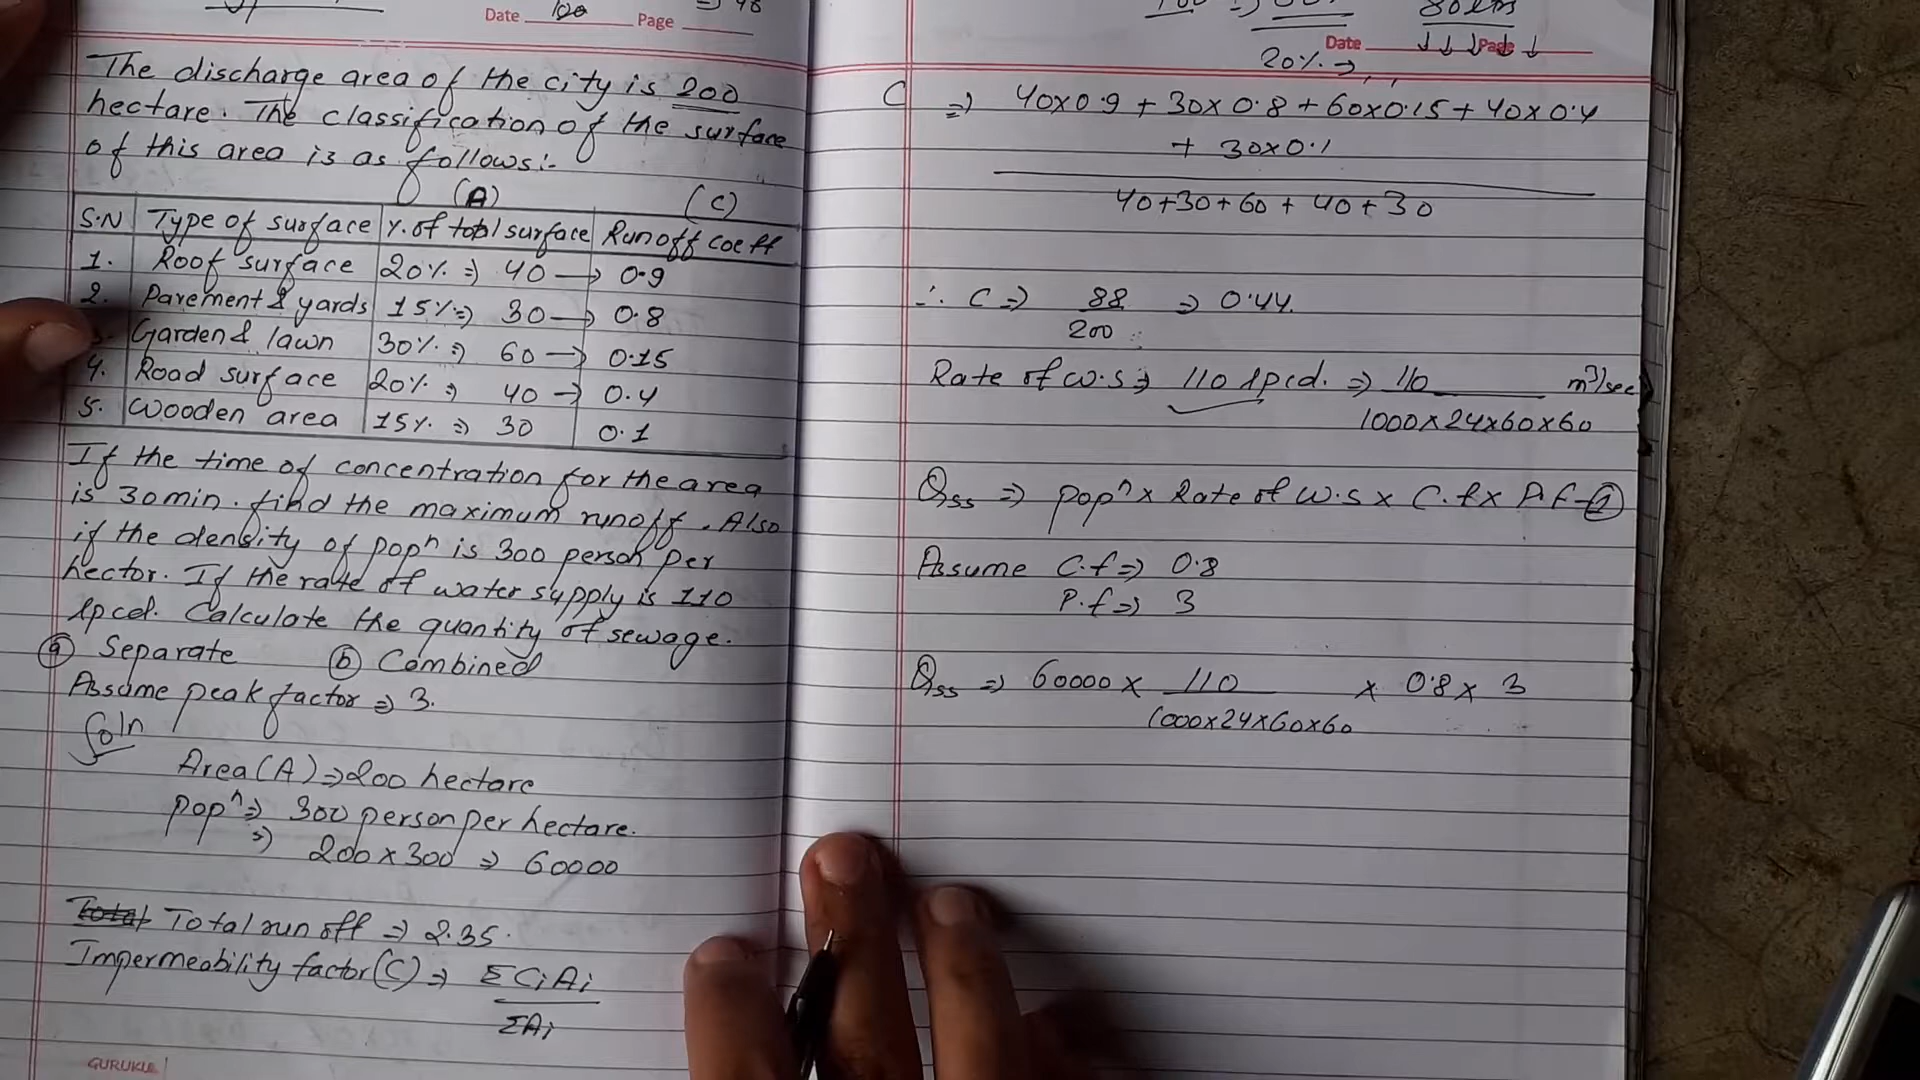 Date 100 Page
The discharge area of the city is 200
hectare. The classification of the surface
of this area is as follows:-
(A) (C)
S.N Type of surface %. of total surface Runoff coeff
1. Roof surface 20% ⇒ 40 → 0.9
2. Pavement & yards 15% ⇒ 30 → 0.8
3. Garden & lawn 30% ⇒ 60 → 0.15
4. Road surface 20% ⇒ 40 → 0.4
5. Wooden area 15% ⇒ 30 0.1
If the time of concentration for the area
is 30 min. find the maximum runoff. Also
if the density of popⁿ is 300 person per
hector. If the rate of water supply is 110
lpcd. Calculate the quantity of sewage.
ⓐ Separate ⓑ Combined
Assume peak factor ⇒ 3.
Soln
Area (A) ⇒ 200 hectare
popⁿ ⇒ 300 person per hectare.
⇒ 200 x 300 ⇒ 60000
Total run off ⇒ 2.35.
Impermeability factor (C) ⇒ ΣCiAi
ΣAi
GURUKUL
Date Page
20% →
C ⇒ 40x0.9 + 30x0.8 + 60x0.15 + 40x0.4
+ 30x0.1
40+30+60+40+30
∴ C ⇒ 88 ⇒ 0.44.
200
Rate of w.s ⇒ 110 lpcd. ⇒ 110 m³/sec
1000x24x60x60
Qss ⇒ popⁿ x Rate of w.s x C.f x P.f - ②
Assume C.f ⇒ 0.8
P.f ⇒ 3
Qss ⇒ 60000 x 110 x 0.8 x 3
1000x24x60x60